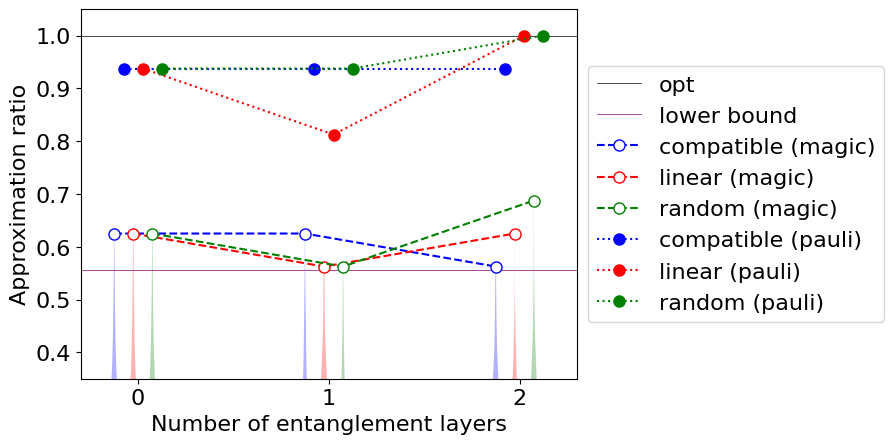 1.0
0.9
0.8
0.7
0.6
0.5
0.4
Approximation ratio
0 1 2
Number of entanglement layers
opt
lower bound
compatible (magic)
linear (magic)
random (magic)
compatible (pauli)
linear (pauli)
random (pauli)